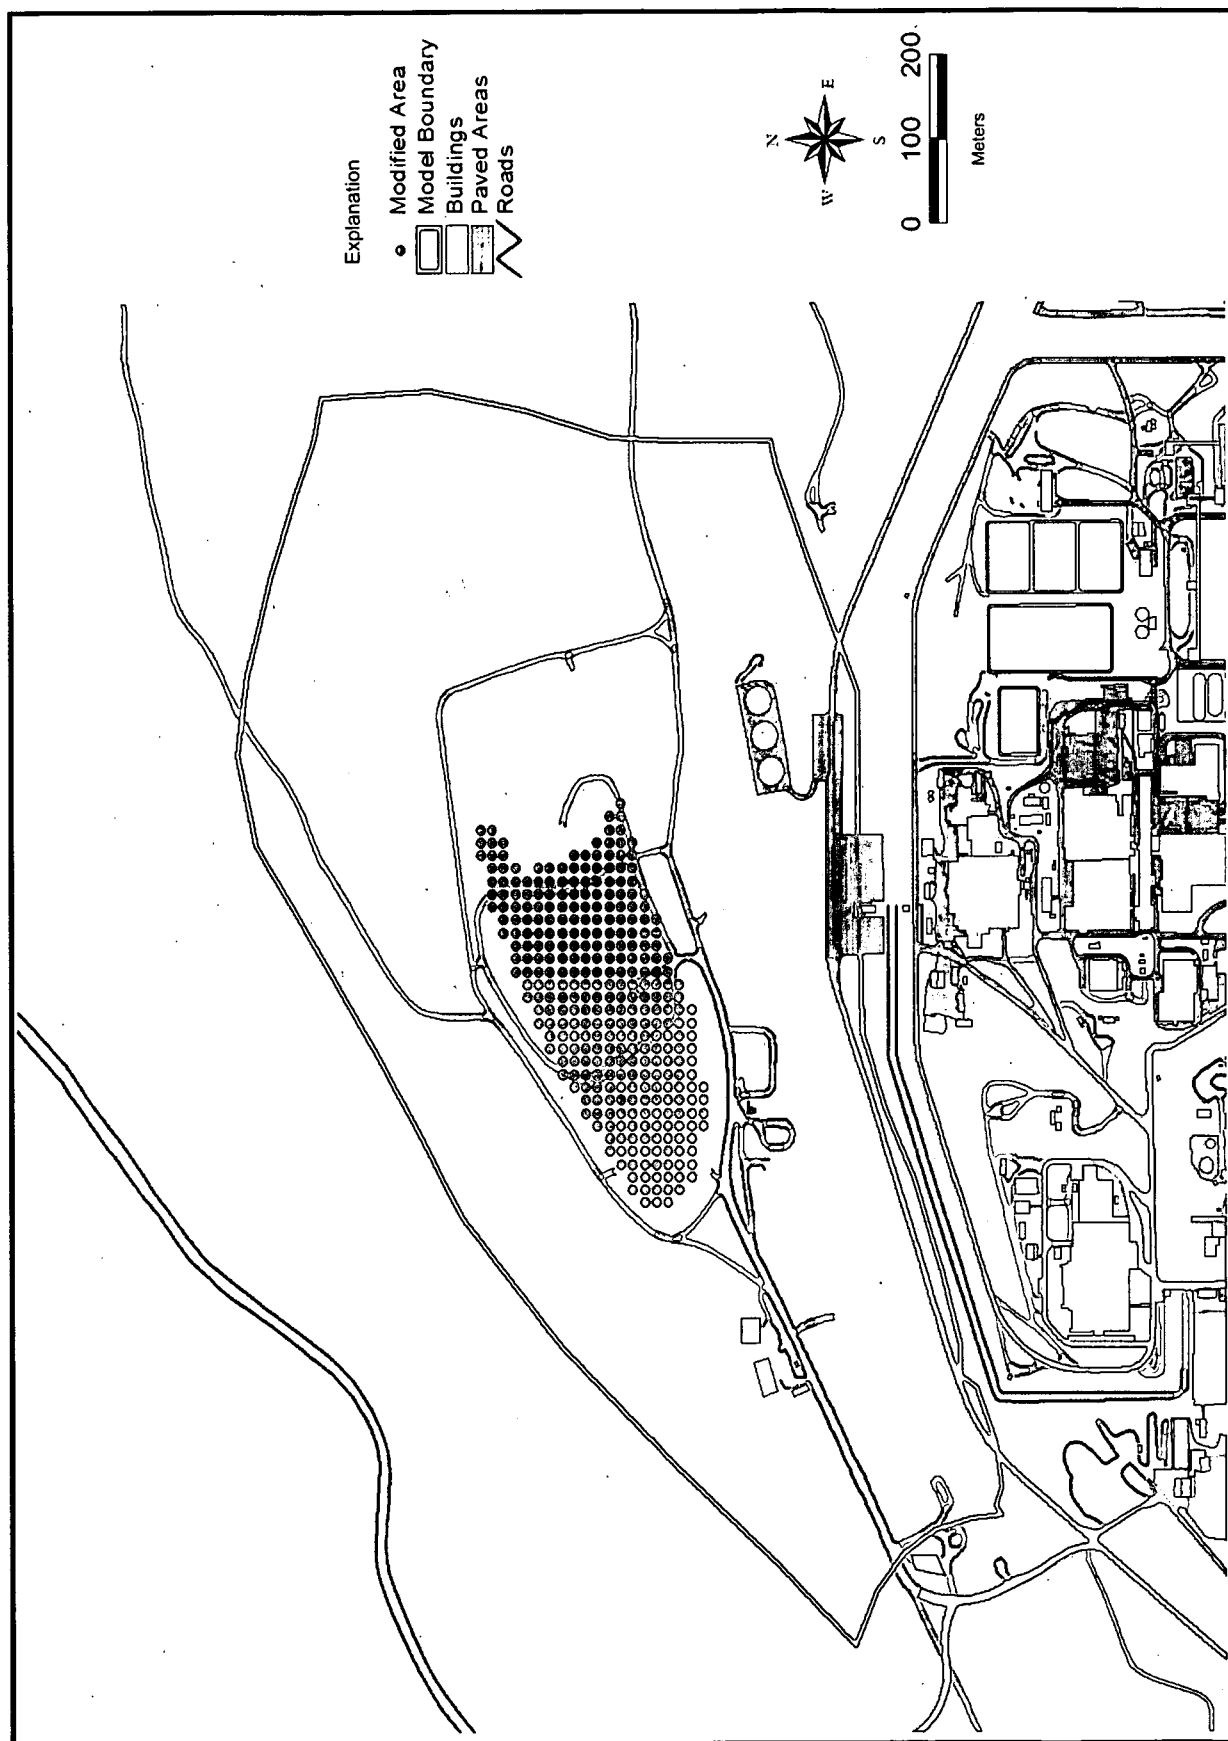 Explanation
Modified Area
Model Boundary
Buildings
Paved Areas
Roads
N
E
W
S
0 100 200
Meters